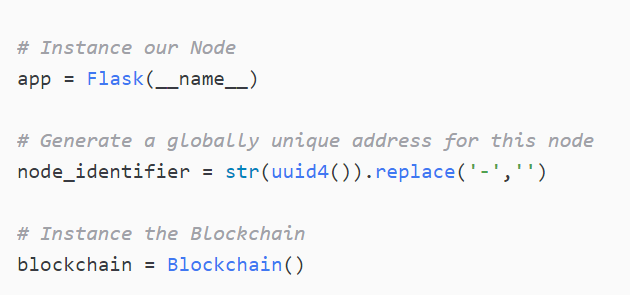 # Instance our Node
app = Flask(__name__)
# Generate a globally unique address for this node
node_identifier = str(uuid4()).replace('-','')
# Instance the Blockchain
blockchain = Blockchain()